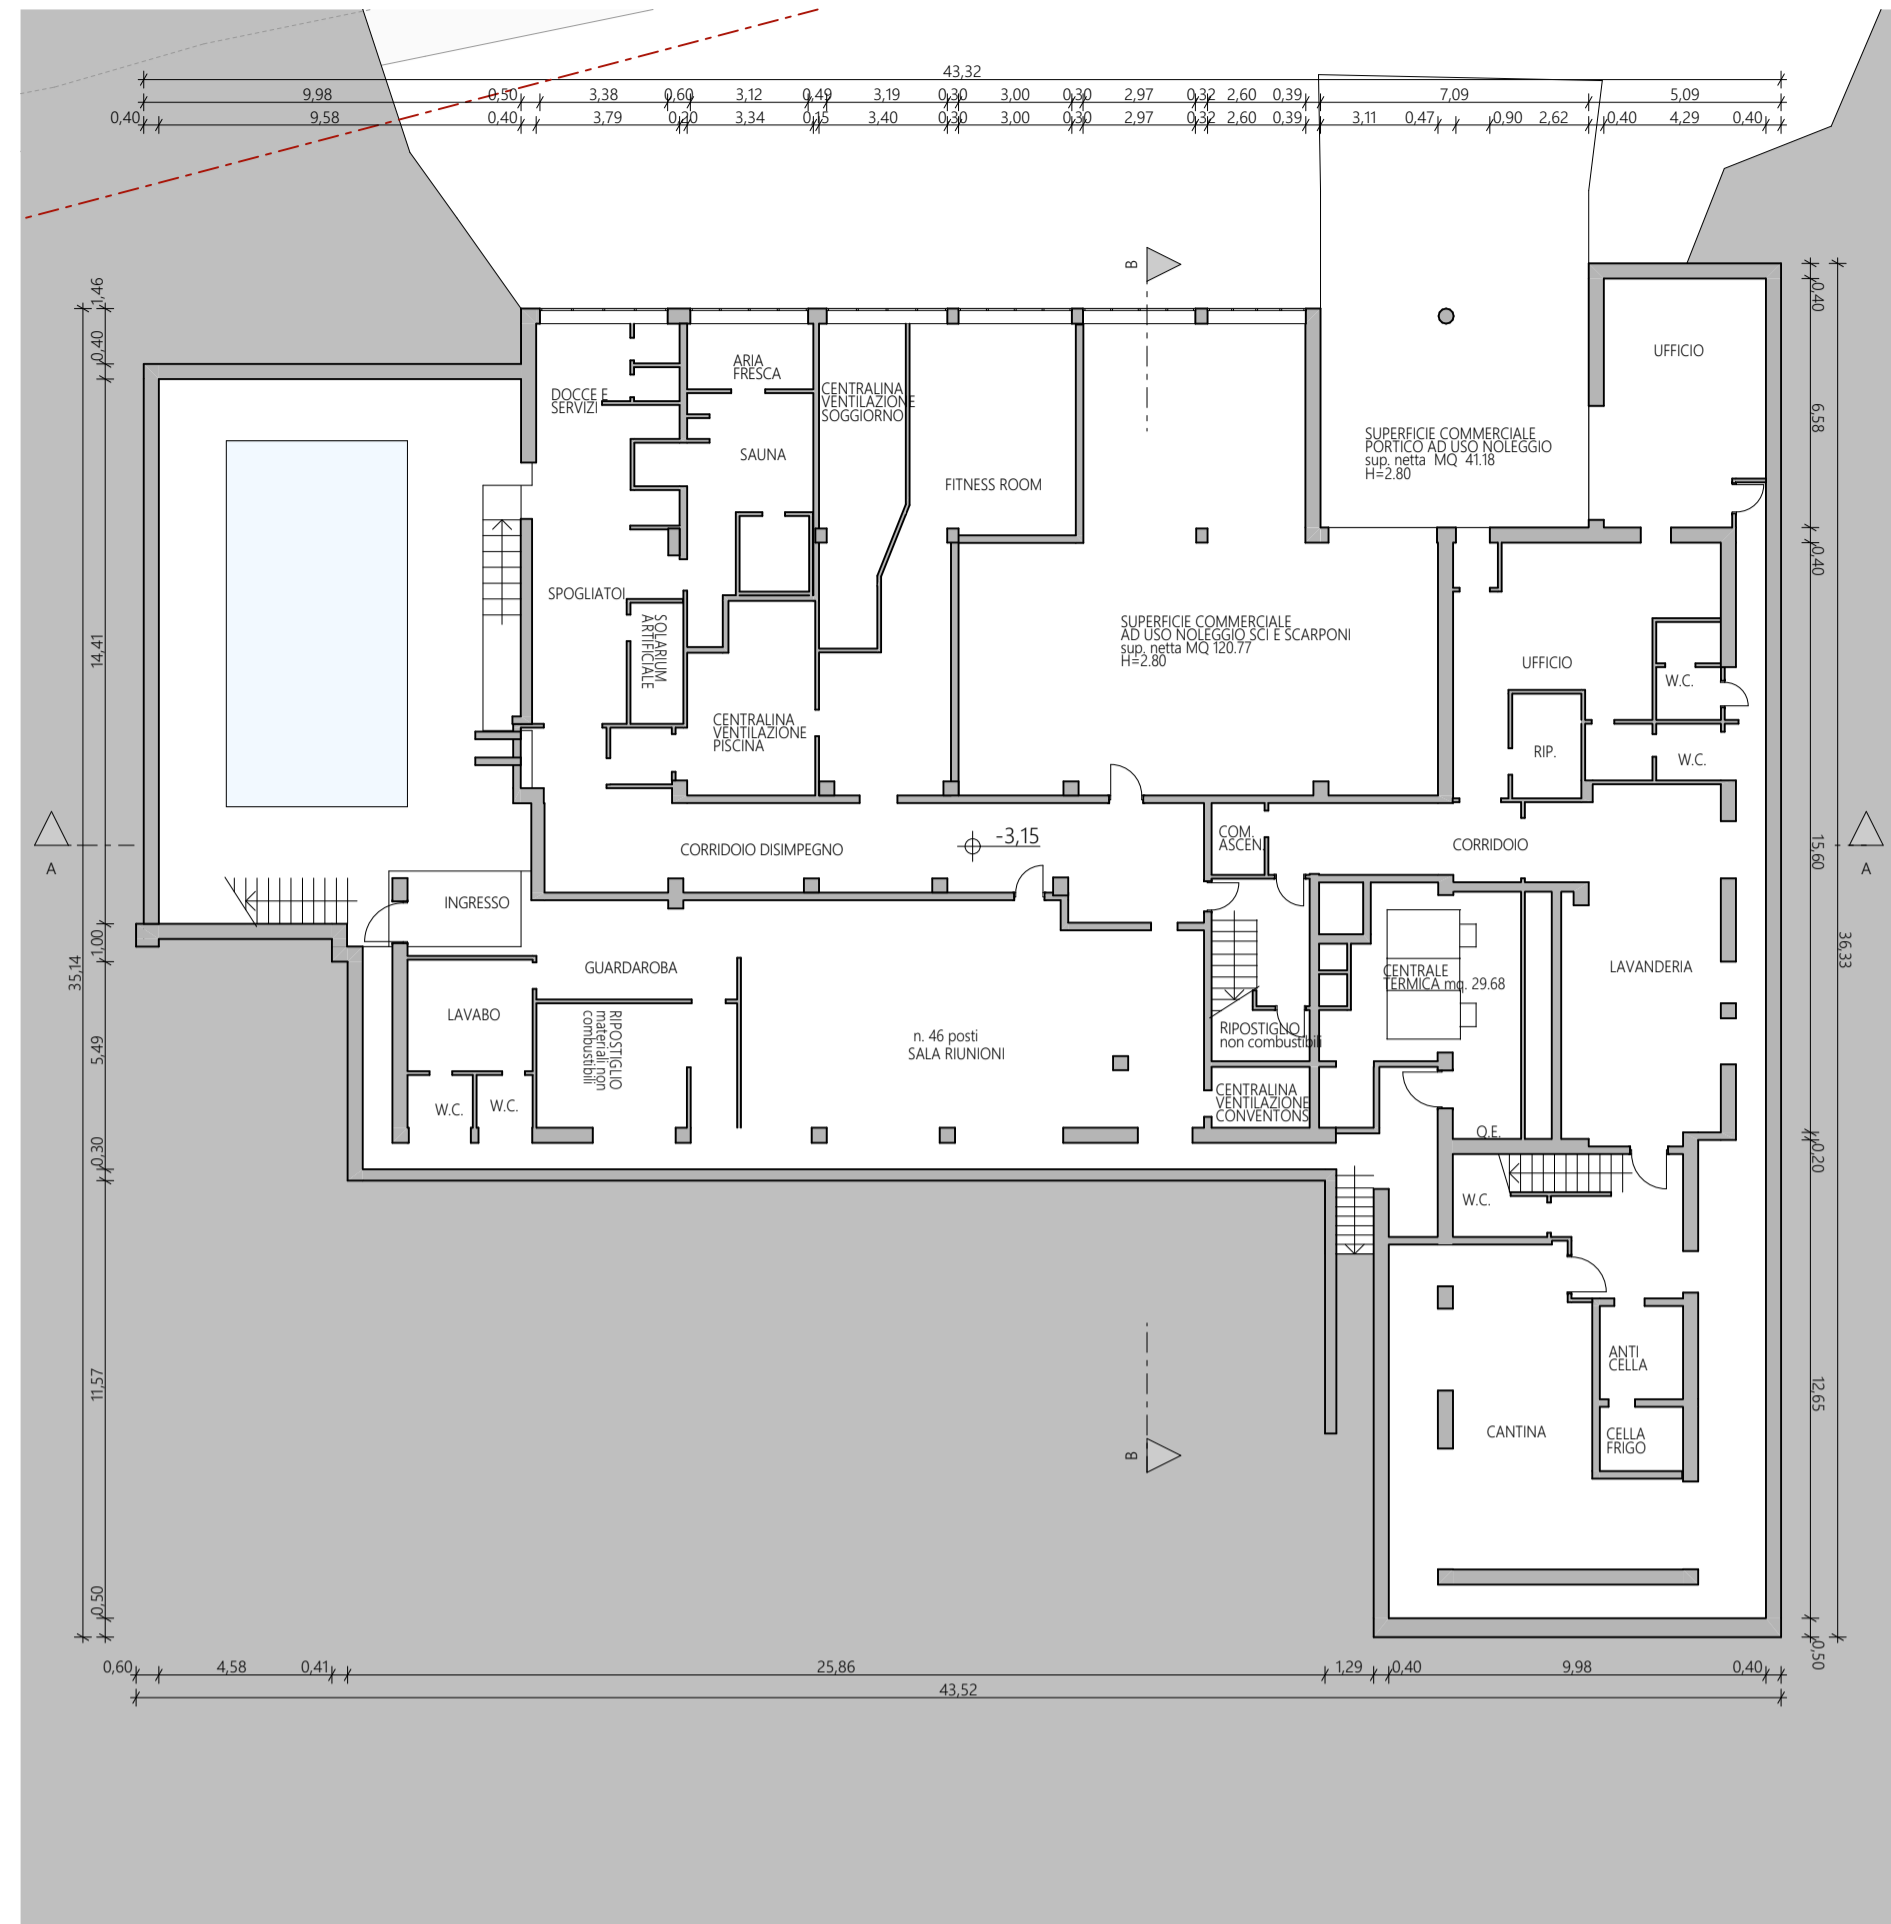 43,32
9,98 0,50 3,38 0,60 3,12 0,49 3,19 0,30 3,00 0,30 2,97 0,32 2,60 0,39 7,09 5,09
0,40 9,58 0,40 3,79 0,20 3,34 0,15 3,40 0,30 3,00 0,30 2,97 0,32 2,60 0,39 3,11 0,47 0,90 2,62 0,40 4,29 0,40
B
1,46
0,40
14,41
1,00
35,14
5,49
0,30
11,57
0,50
0,40
6,58
0,40
15,60
36,33
0,20
12,65
0,50
UFFICIO
ARIA
FRESCA
DOCCE E
SERVIZI
CENTRALINA
VENTILAZIONE
SOGGIORNO
SAUNA
FITNESS ROOM
SUPERFICIE COMMERCIALE
PORTICO AD USO NOLEGGIO
sup. netta MQ 41.18
H=2.80
SPOGLIATOI
SOLARIUM
ARTIFICIALE
SUPERFICIE COMMERCIALE
AD USO NOLEGGIO SCI E SCARPONI
sup. netta MQ 120.77
H=2.80
UFFICIO
W.C.
CENTRALINA
VENTILAZIONE
PISCINA
RIP.
W.C.
COM.
ASCEN.
CORRIDOIO DISIMPEGNO
-3,15
CORRIDOIO
A
A
INGRESSO
GUARDAROBA
LAVANDERIA
CENTRALE
TERMICA mq. 29.68
LAVABO
RIPOSTIGLIO
materiali non
combustibili
n. 46 posti
SALA RIUNIONI
RIPOSTIGLIO
non combustibili
W.C.
W.C.
CENTRALINA
VENTILAZIONE
CONVENTONS
Q.E.
W.C.
ANTI
CELLA
CANTINA
CELLA
FRIGO
B
0,60 4,58 0,41 25,86 1,29 0,40 9,98 0,40
43,52